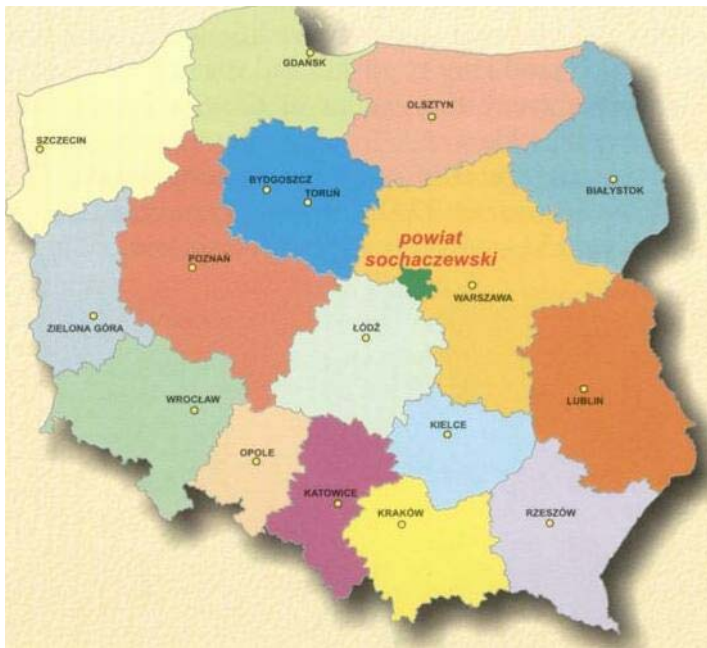 GDAŃSK
OLSZTYN
SZCZECIN
BYDGOSZCZ
TORUŃ
BIAŁYSTOK
powiat
sochaczewski
POZNAŃ
WARSZAWA
ZIELONA GÓRA
ŁÓDŹ
WROCŁAW
LUBLIN
KIELCE
OPOLE
KATOWICE
KRAKÓW
RZESZÓW